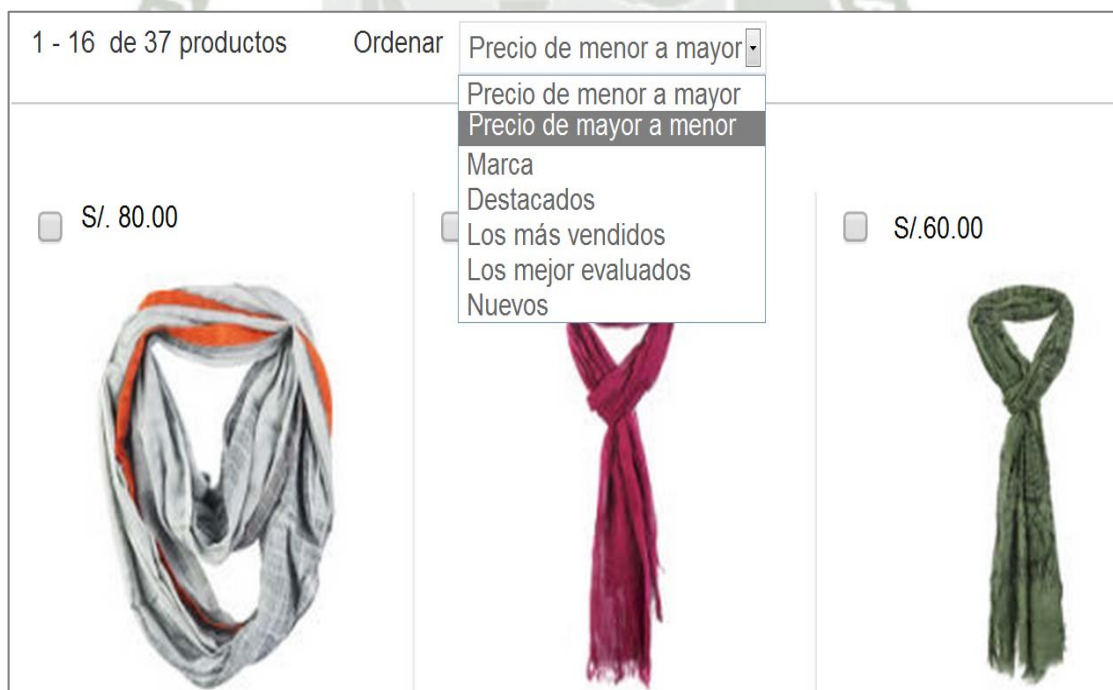 1 - 16 de 37 productos
Ordenar
Precio de menor a mayor
Precio de menor a mayor
Precio de mayor a menor
Marca
Destacados
Los más vendidos
Los mejor evaluados
Nuevos
S/. 80.00
S/.60.00